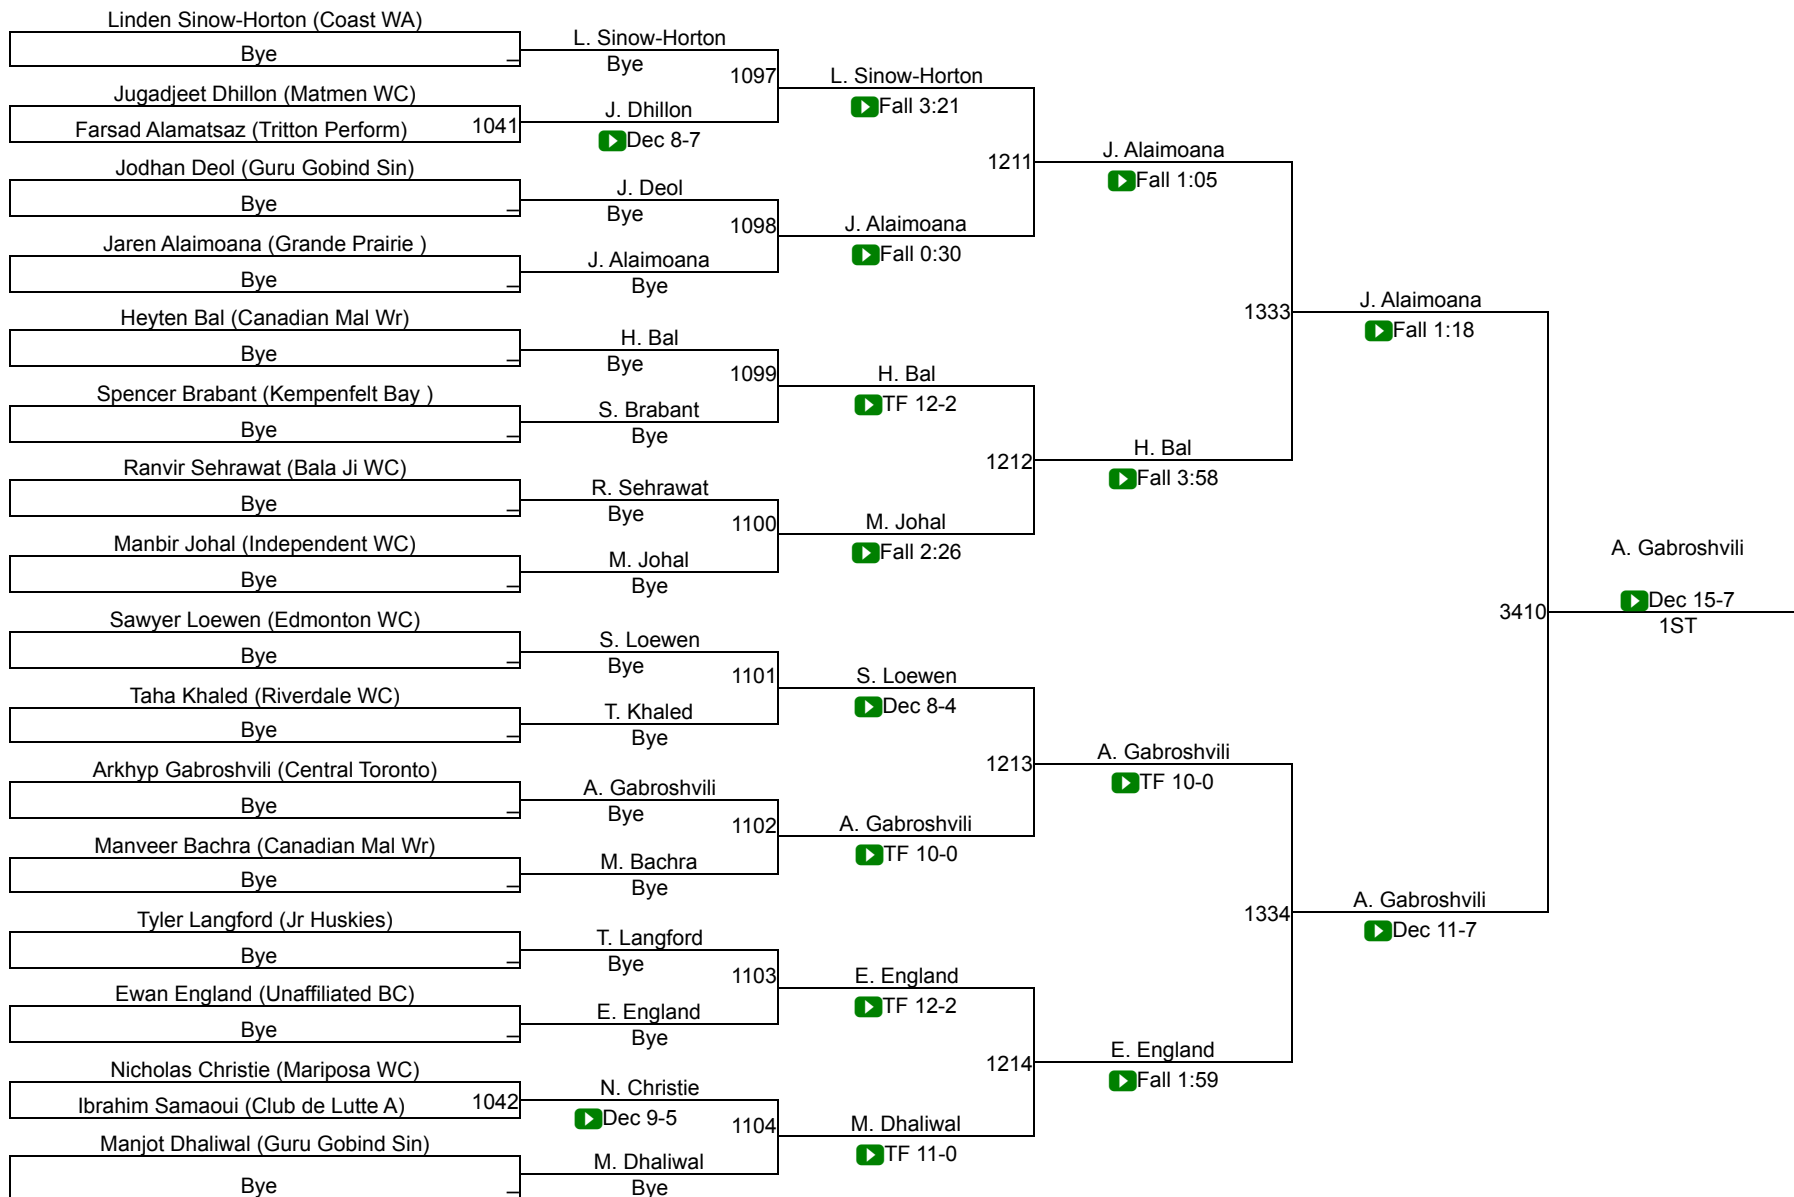 Linden Sinow-Horton (Coast WA)
Bye
Jugadjeet Dhillon (Matmen WC)
Farsad Alamatsaz (Tritton Perform)
1041
Jodhan Deol (Guru Gobind Sin)
Bye
Jaren Alaimoana (Grande Prairie )
Bye
Heyten Bal (Canadian Mal Wr)
Bye
Spencer Brabant (Kempenfelt Bay )
Bye
Ranvir Sehrawat (Bala Ji WC)
Bye
Manbir Johal (Independent WC)
Bye
Sawyer Loewen (Edmonton WC)
Bye
Taha Khaled (Riverdale WC)
Bye
Arkhyp Gabroshvili (Central Toronto)
Bye
Manveer Bachra (Canadian Mal Wr)
Bye
Tyler Langford (Jr Huskies)
Bye
Ewan England (Unaffiliated BC)
Bye
Nicholas Christie (Mariposa WC)
Ibrahim Samaoui (Club de Lutte A)
1042
Manjot Dhaliwal (Guru Gobind Sin)
Bye
L. Sinow-Horton
Bye
1097
J. Dhillon
Dec 8-7
J. Deol
Bye
1098
J. Alaimoana
Bye
H. Bal
Bye
1099
S. Brabant
Bye
R. Sehrawat
Bye
1100
M. Johal
Bye
S. Loewen
Bye
1101
T. Khaled
Bye
A. Gabroshvili
Bye
1102
M. Bachra
Bye
T. Langford
Bye
1103
E. England
Bye
N. Christie
Dec 9-5
1104
M. Dhaliwal
Bye
L. Sinow-Horton
Fall 3:21
1211
J. Alaimoana
Fall 0:30
H. Bal
TF 12-2
1212
M. Johal
Fall 2:26
S. Loewen
Dec 8-4
1213
A. Gabroshvili
TF 10-0
E. England
TF 12-2
1214
M. Dhaliwal
TF 11-0
J. Alaimoana
Fall 1:05
1333
H. Bal
Fall 3:58
A. Gabroshvili
TF 10-0
1334
E. England
Fall 1:59
J. Alaimoana
Fall 1:18
3410
A. Gabroshvili
Dec 11-7
A. Gabroshvili
Dec 15-7
1ST